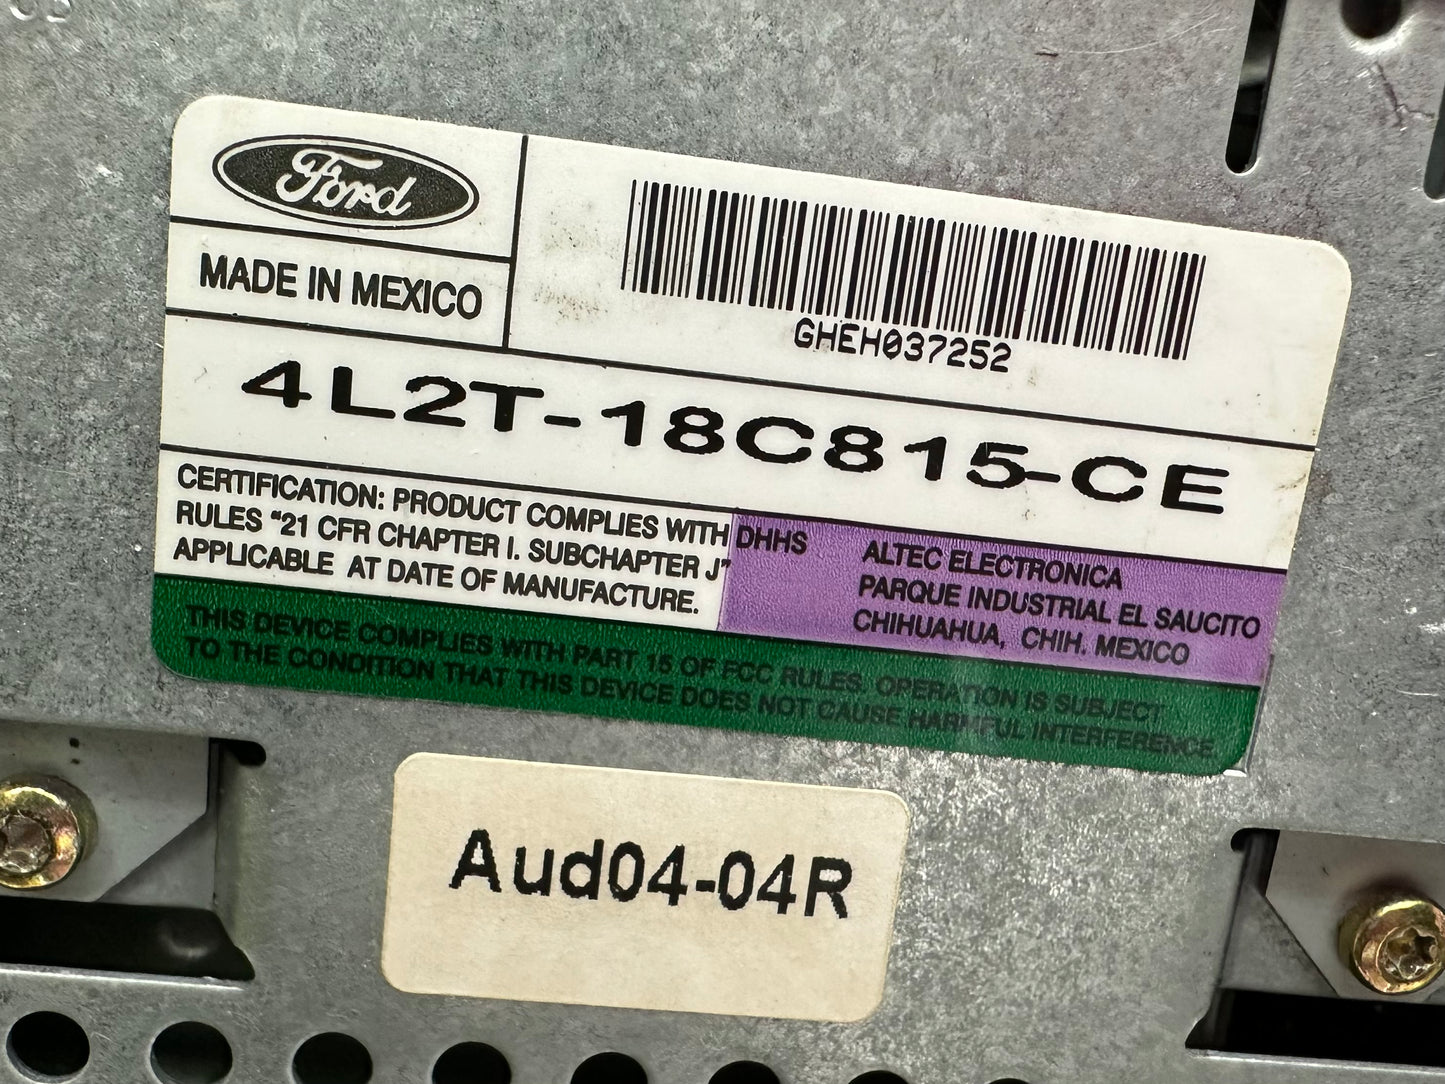 Ford
MADE IN MEXICO
GHEH037252
4L2T-18C815-CE
CERTIFICATION: PRODUCT COMPLIES WITH DHHS
RULES "21 CFR CHAPTER I. SUBCHAPTER J"
APPLICABLE AT DATE OF MANUFACTURE.
ALTEC ELECTRONICA
PARQUE INDUSTRIAL EL SAUCITO
CHIHUAHUA, CHIH. MEXICO
THIS DEVICE COMPLIES WITH PART 15 OF FCC RULES. OPERATION IS SUBJECT
TO THE CONDITION THAT THIS DEVICE DOES NOT CAUSE HARMFUL INTERFERENCE.
Aud04-04R